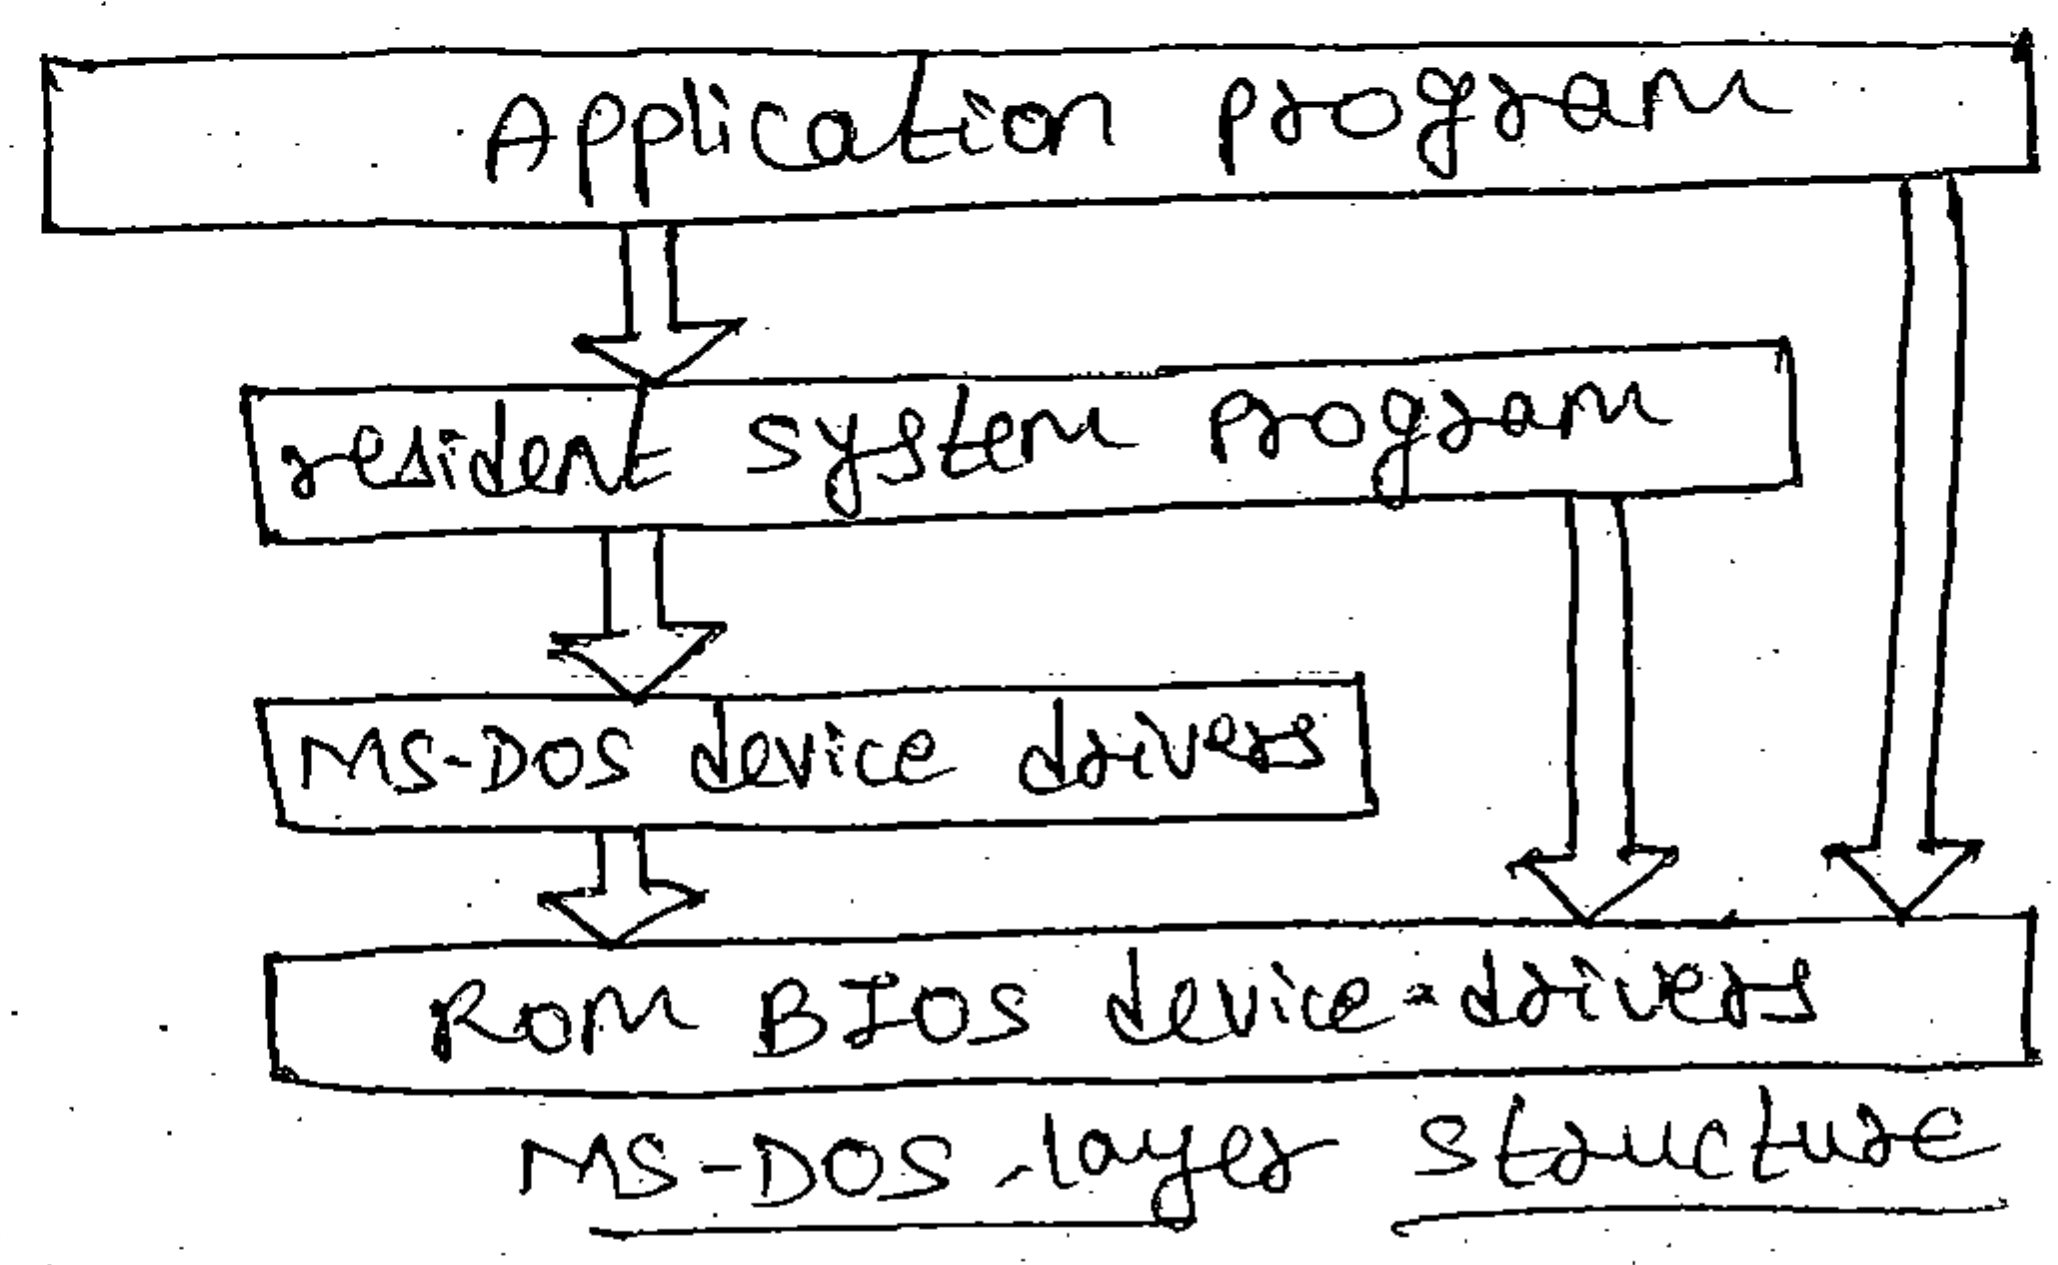 Application program
resident system program
MS-DOS device drivers
ROM BIOS device-drivers
MS-DOS layer structure